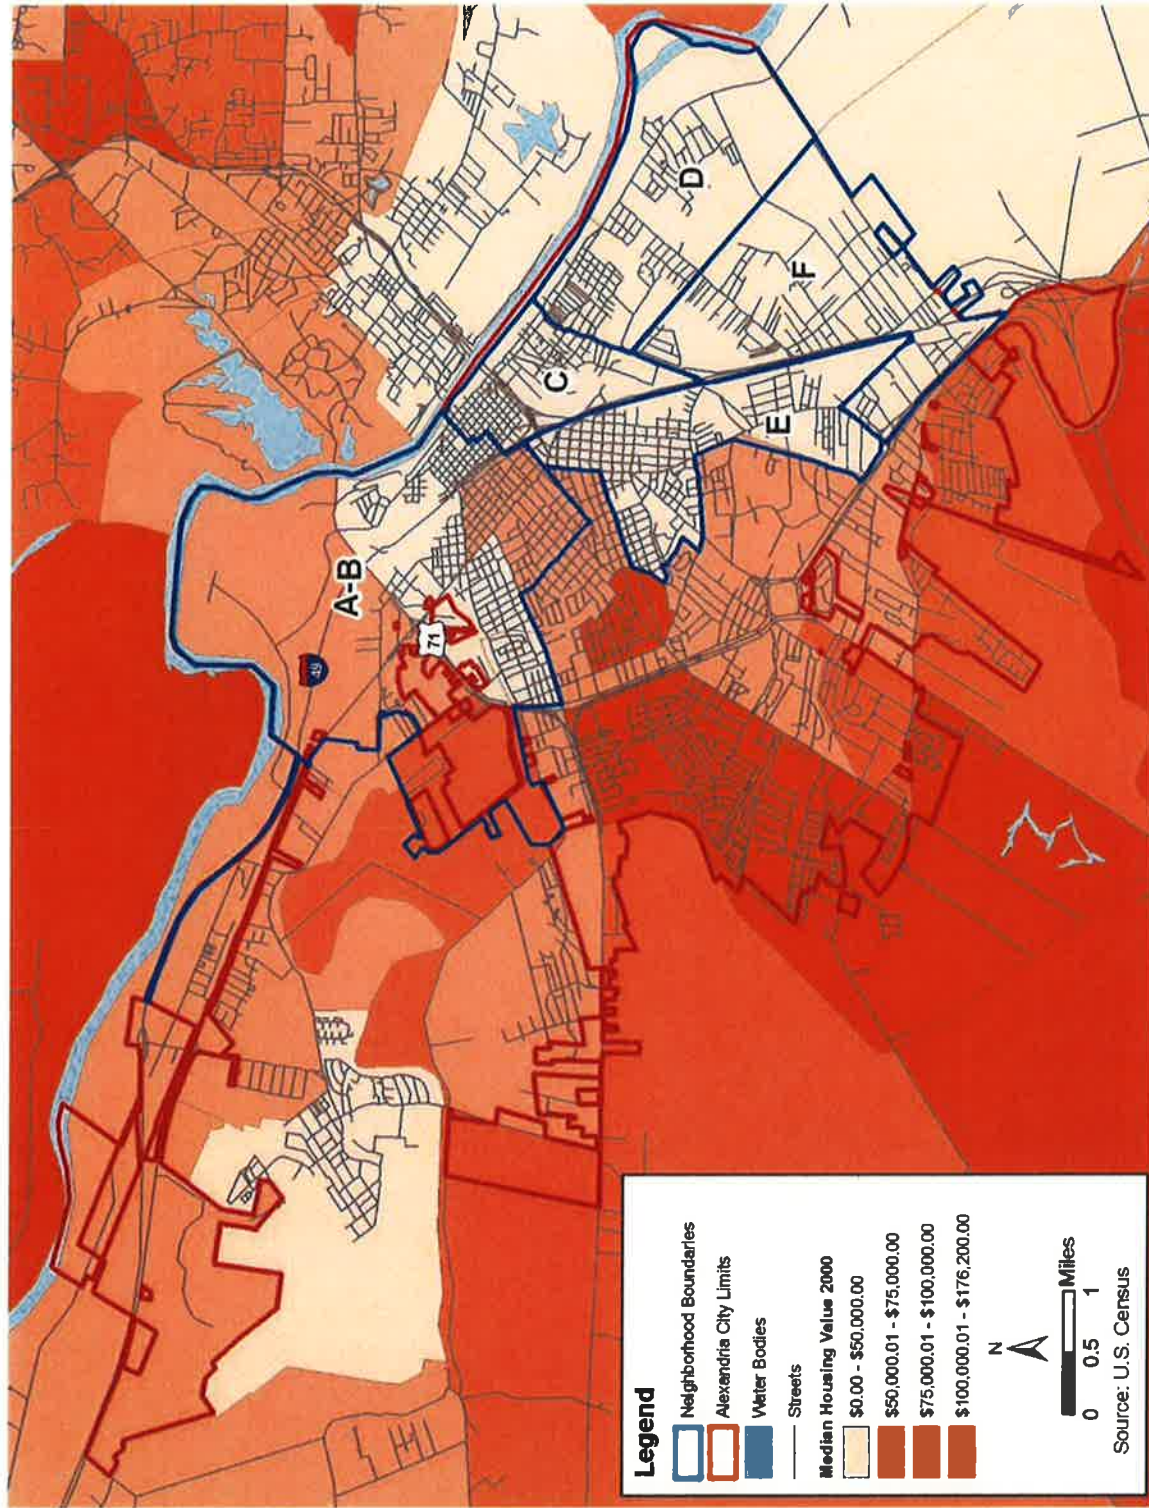 A-B
49
71
C
D
E
F
Legend
Neighborhood Boundaries
Alexandria City Limits
Water Bodies
Streets
Median Housing Value 2000
$0.00 - $50,000.00
$50,000.01 - $75,000.00
$75,000.01 - $100,000.00
$100,000.01 - $176,200.00
N
0 0.5 1 Miles
Source: U.S. Census